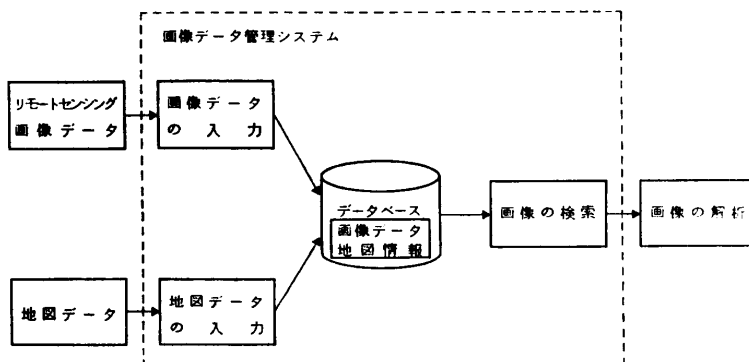 画像データ管理システム
リモートセンシング
画像データ
画像データ
の入力
データベース
画像データ
地図情報
画像の検索
画像の解析
地図データ
地図データ
の入力